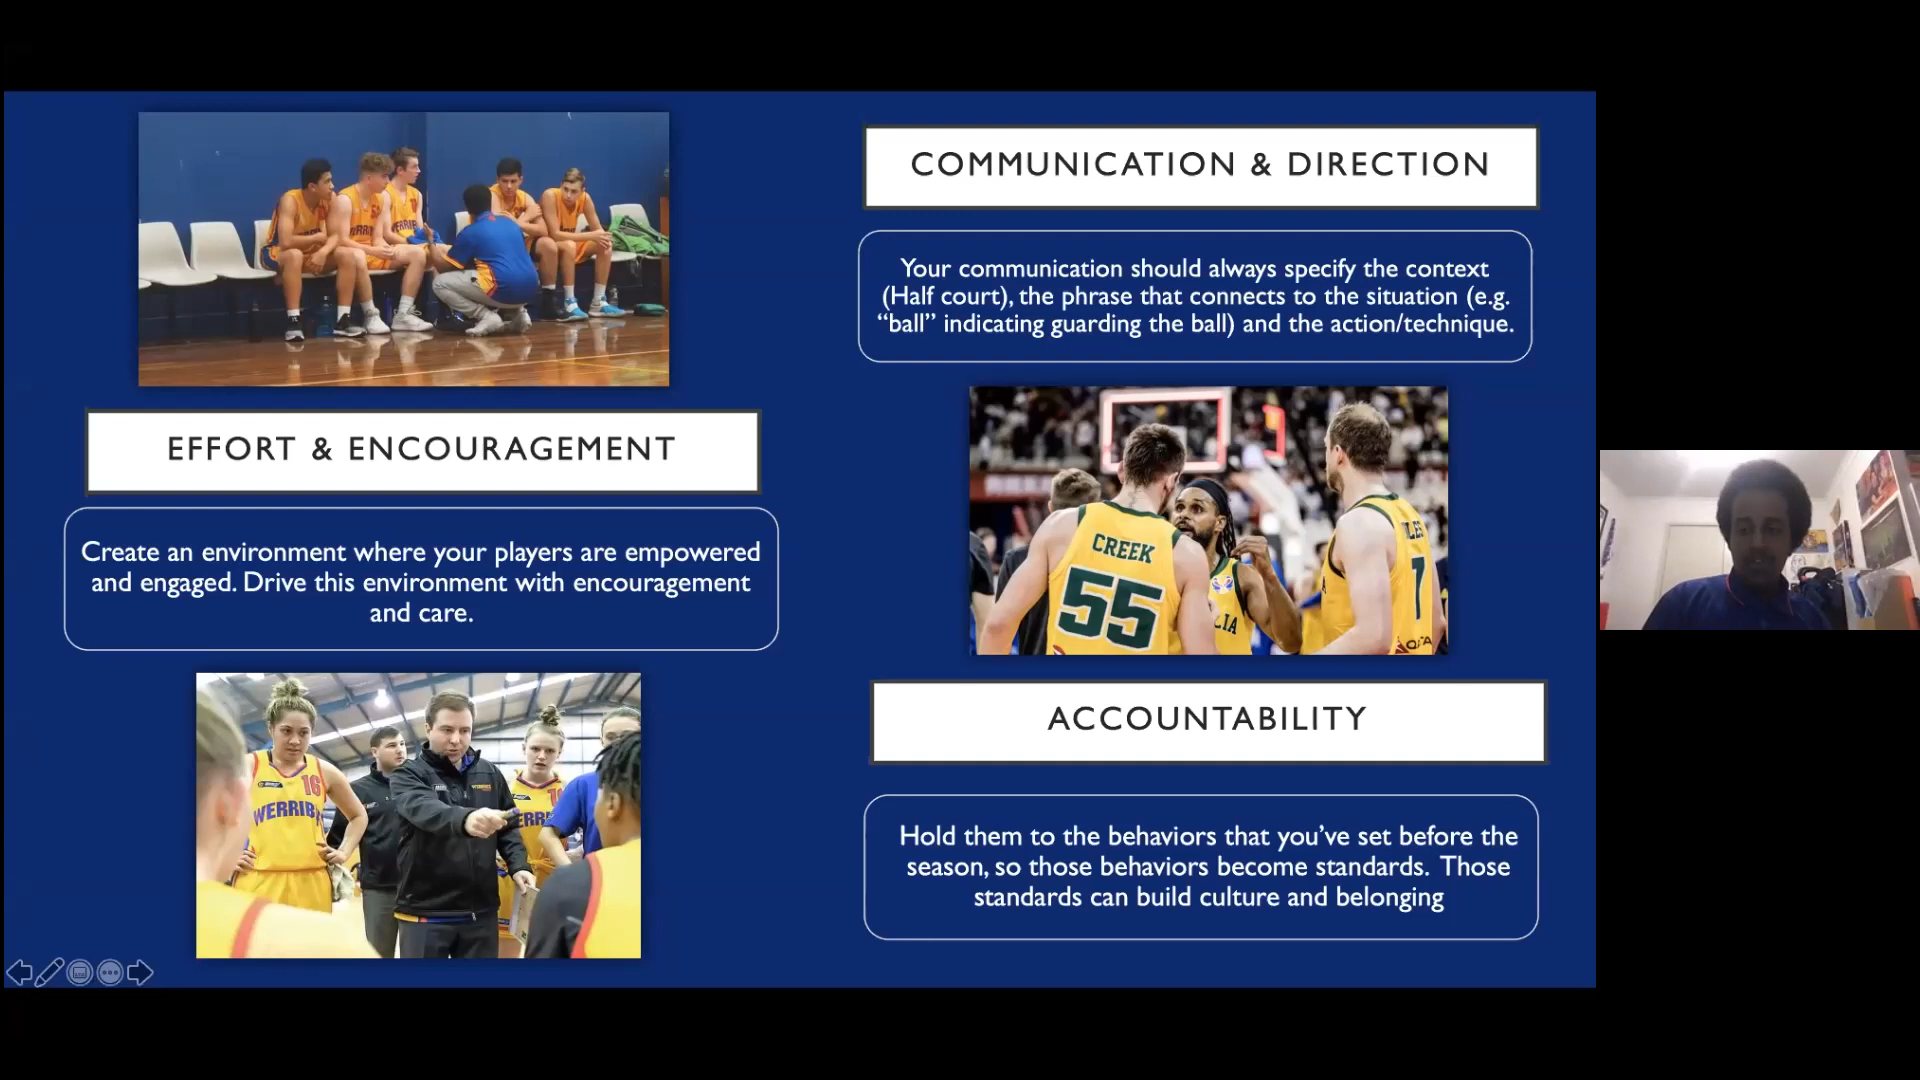 COMMUNICATION & DIRECTION
Your communication should always specify the context
(Half court), the phrase that connects to the situation (e.g.
“ball” indicating guarding the ball) and the action/technique.
EFFORT & ENCOURAGEMENT
Create an environment where your players are empowered
and engaged. Drive this environment with encouragement
and care.
CREEK
55
7
ACCOUNTABILITY
Hold them to the behaviors that you’ve set before the
season, so those behaviors become standards. Those
standards can build culture and belonging
16